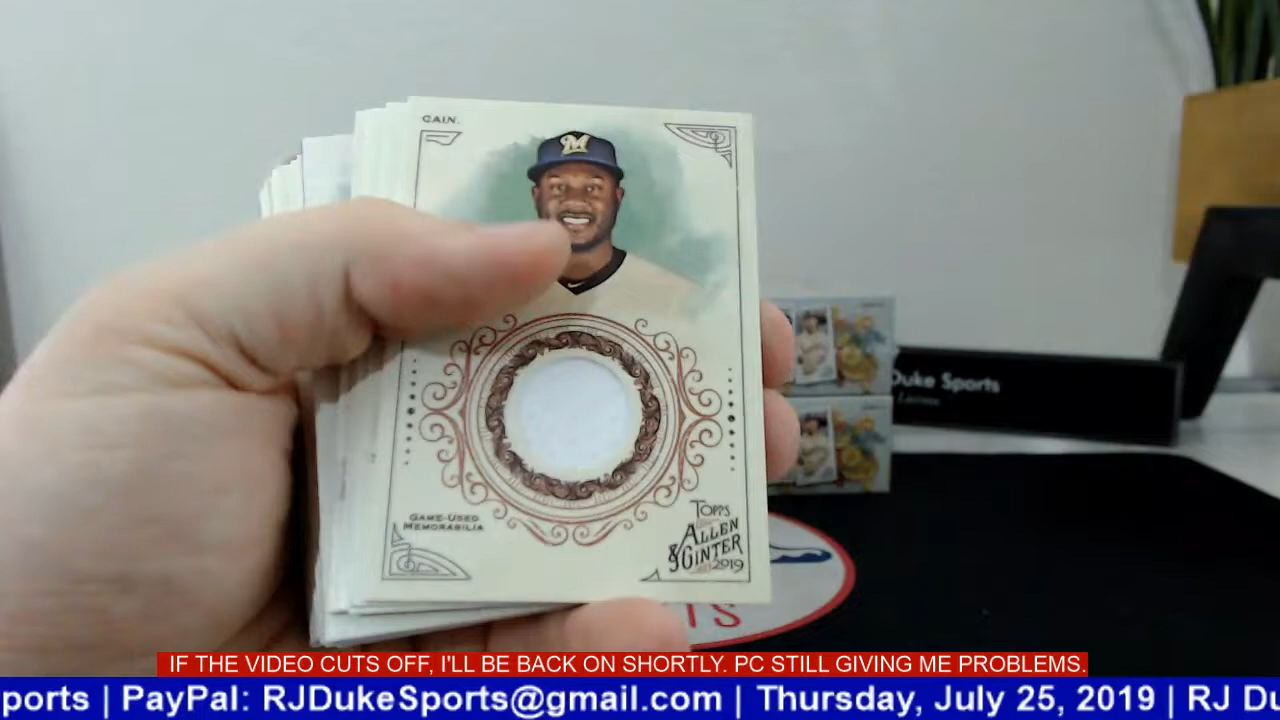 CAIN.
M
GAME-USED
MEMORABILIA
TOPPS
ALLEN
& GINTER
2019
Duke Sports
TS
IF THE VIDEO CUTS OFF, I'LL BE BACK ON SHORTLY. PC STILL GIVING ME PROBLEMS.
ports | PayPal: RJDukeSports@gmail.com | Thursday, July 25, 2019 | RJ Du